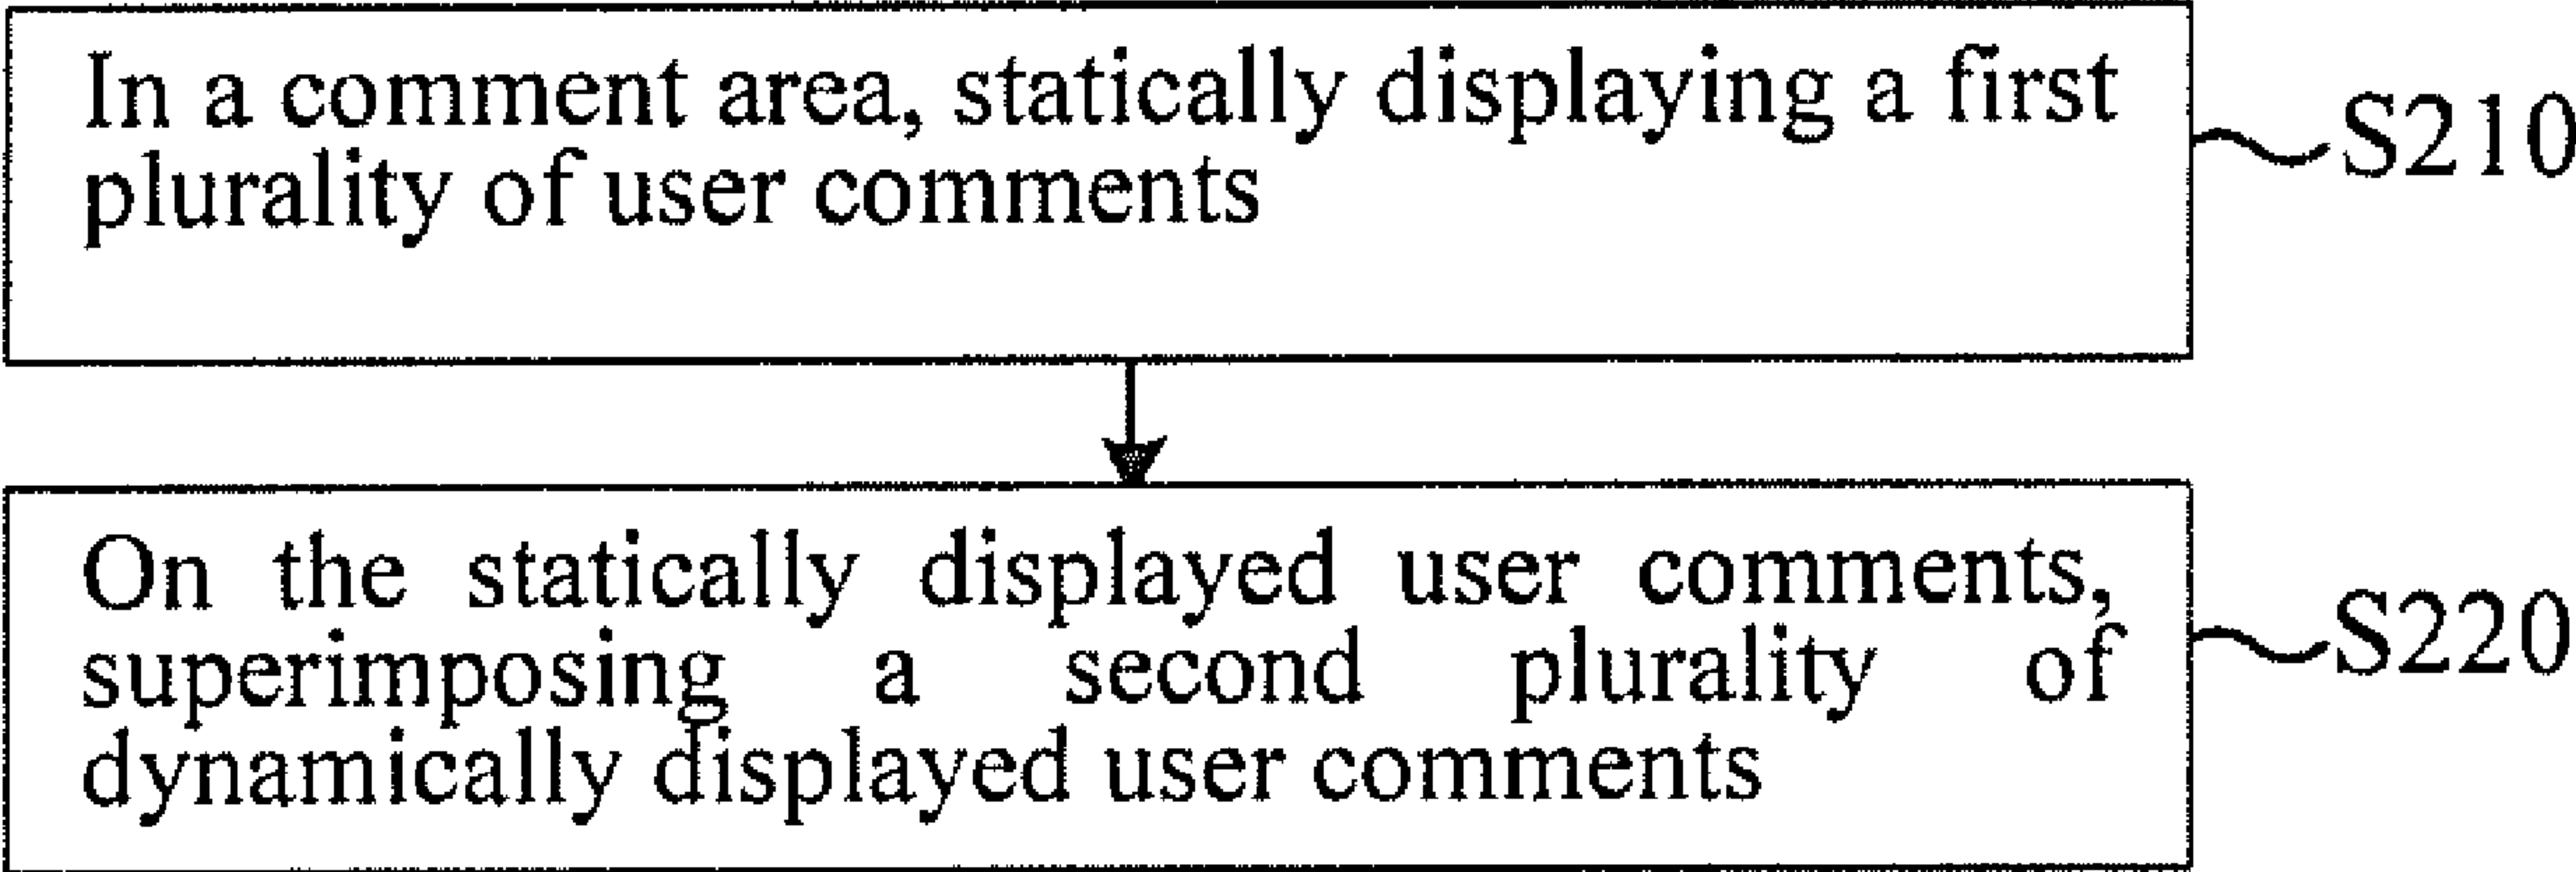 In a comment area, statically displaying a first
plurality of user comments
S210
On the statically displayed user comments,
superimposing a second plurality of
dynamically displayed user comments
S220